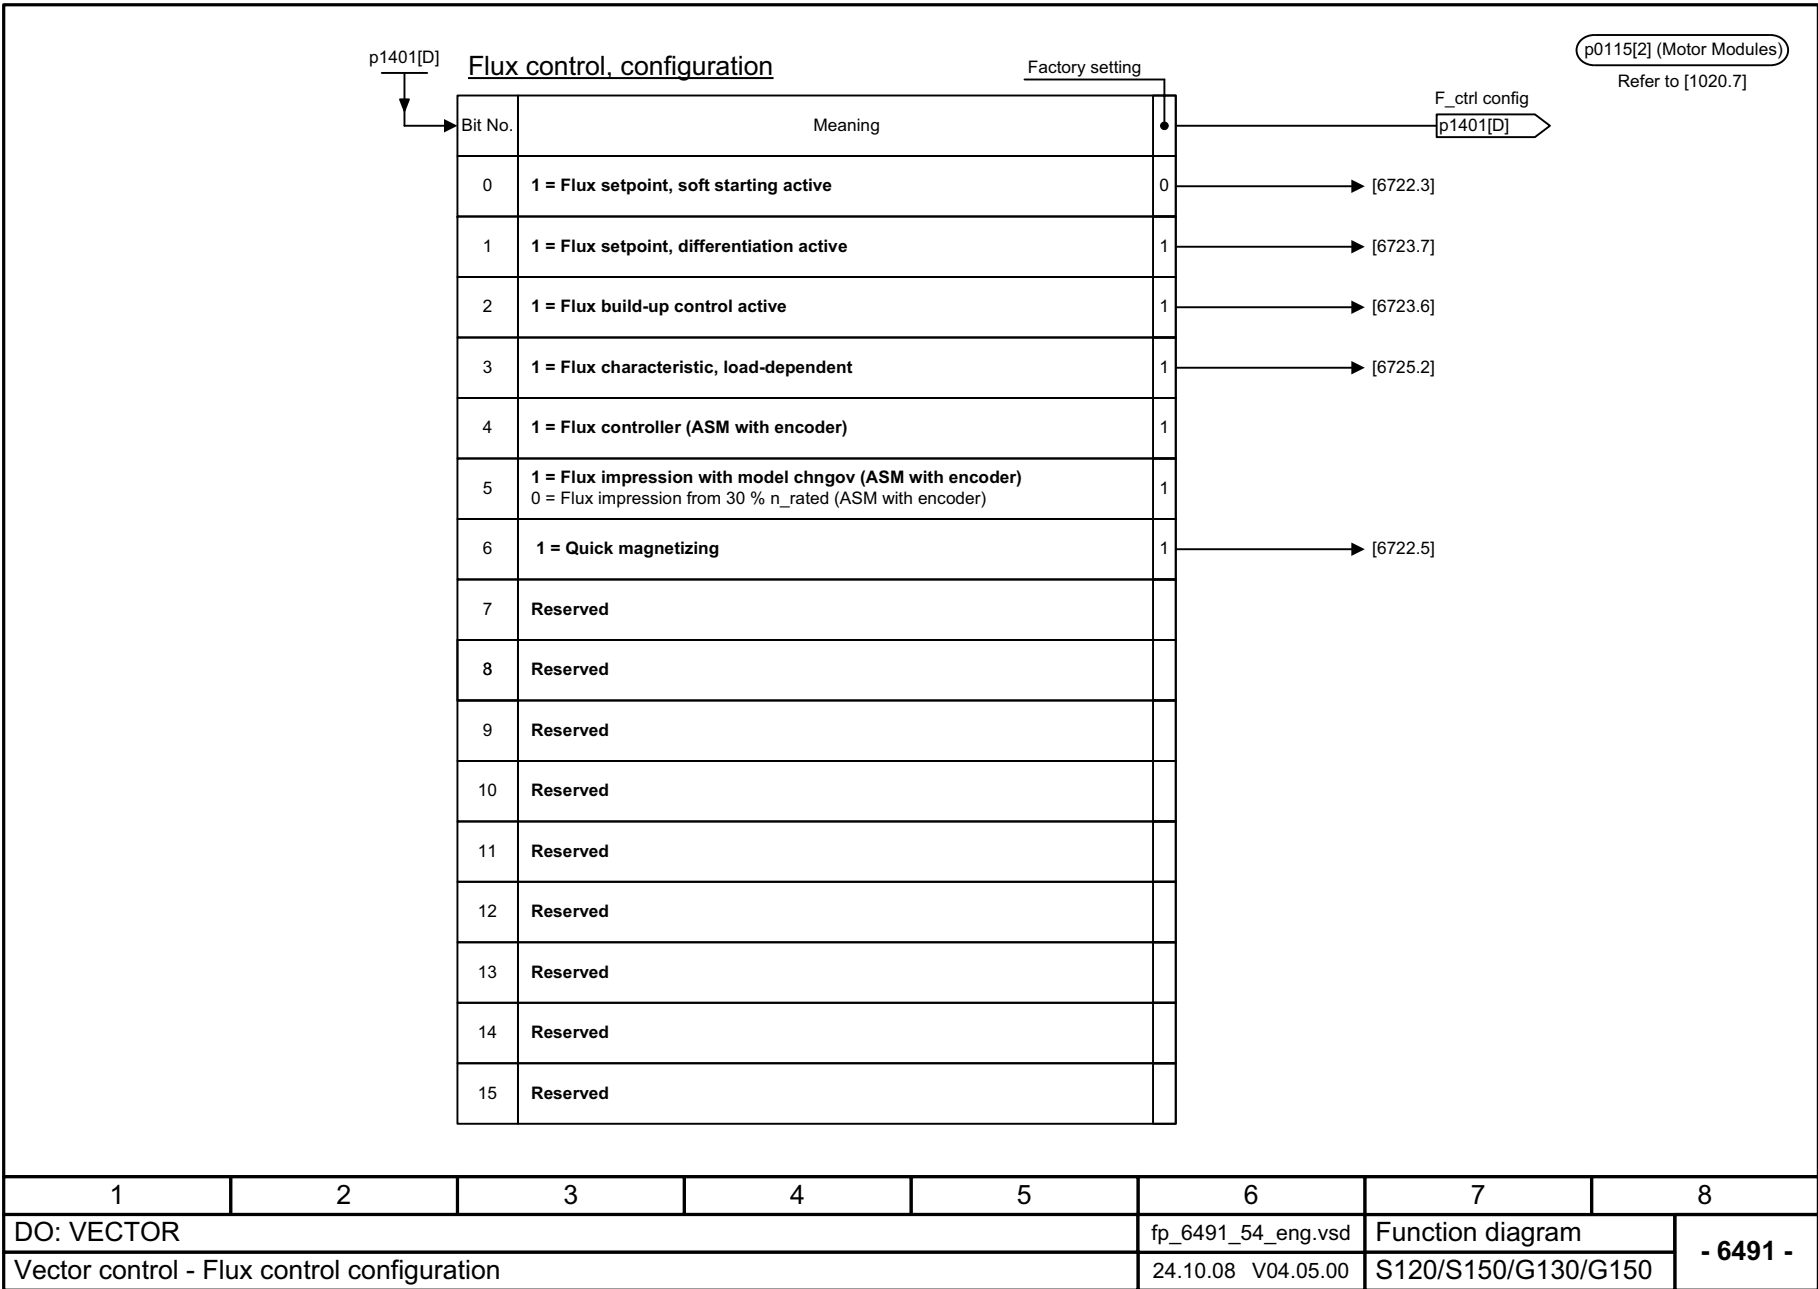 p1401[D]
Flux control, configuration
Factory setting
p0115[2] (Motor Modules)
Refer to [1020.7]
F_ctrl config
p1401[D]
Bit No. Meaning
0 1 = Flux setpoint, soft starting active 0 [6722.3]
1 1 = Flux setpoint, differentiation active 1 [6723.7]
2 1 = Flux build-up control active 1 [6723.6]
3 1 = Flux characteristic, load-dependent 1 [6725.2]
4 1 = Flux controller (ASM with encoder) 1
5 1 = Flux impression with model chngov (ASM with encoder) 1
0 = Flux impression from 30 % n_rated (ASM with encoder)
6 1 = Quick magnetizing 1 [6722.5]
7 Reserved
8 Reserved
9 Reserved
10 Reserved
11 Reserved
12 Reserved
13 Reserved
14 Reserved
15 Reserved
1 2 3 4 5 6 7 8
DO: VECTOR fp_6491_54_eng.vsd Function diagram
- 6491 -
Vector control - Flux control configuration 24.10.08 V04.05.00 S120/S150/G130/G150